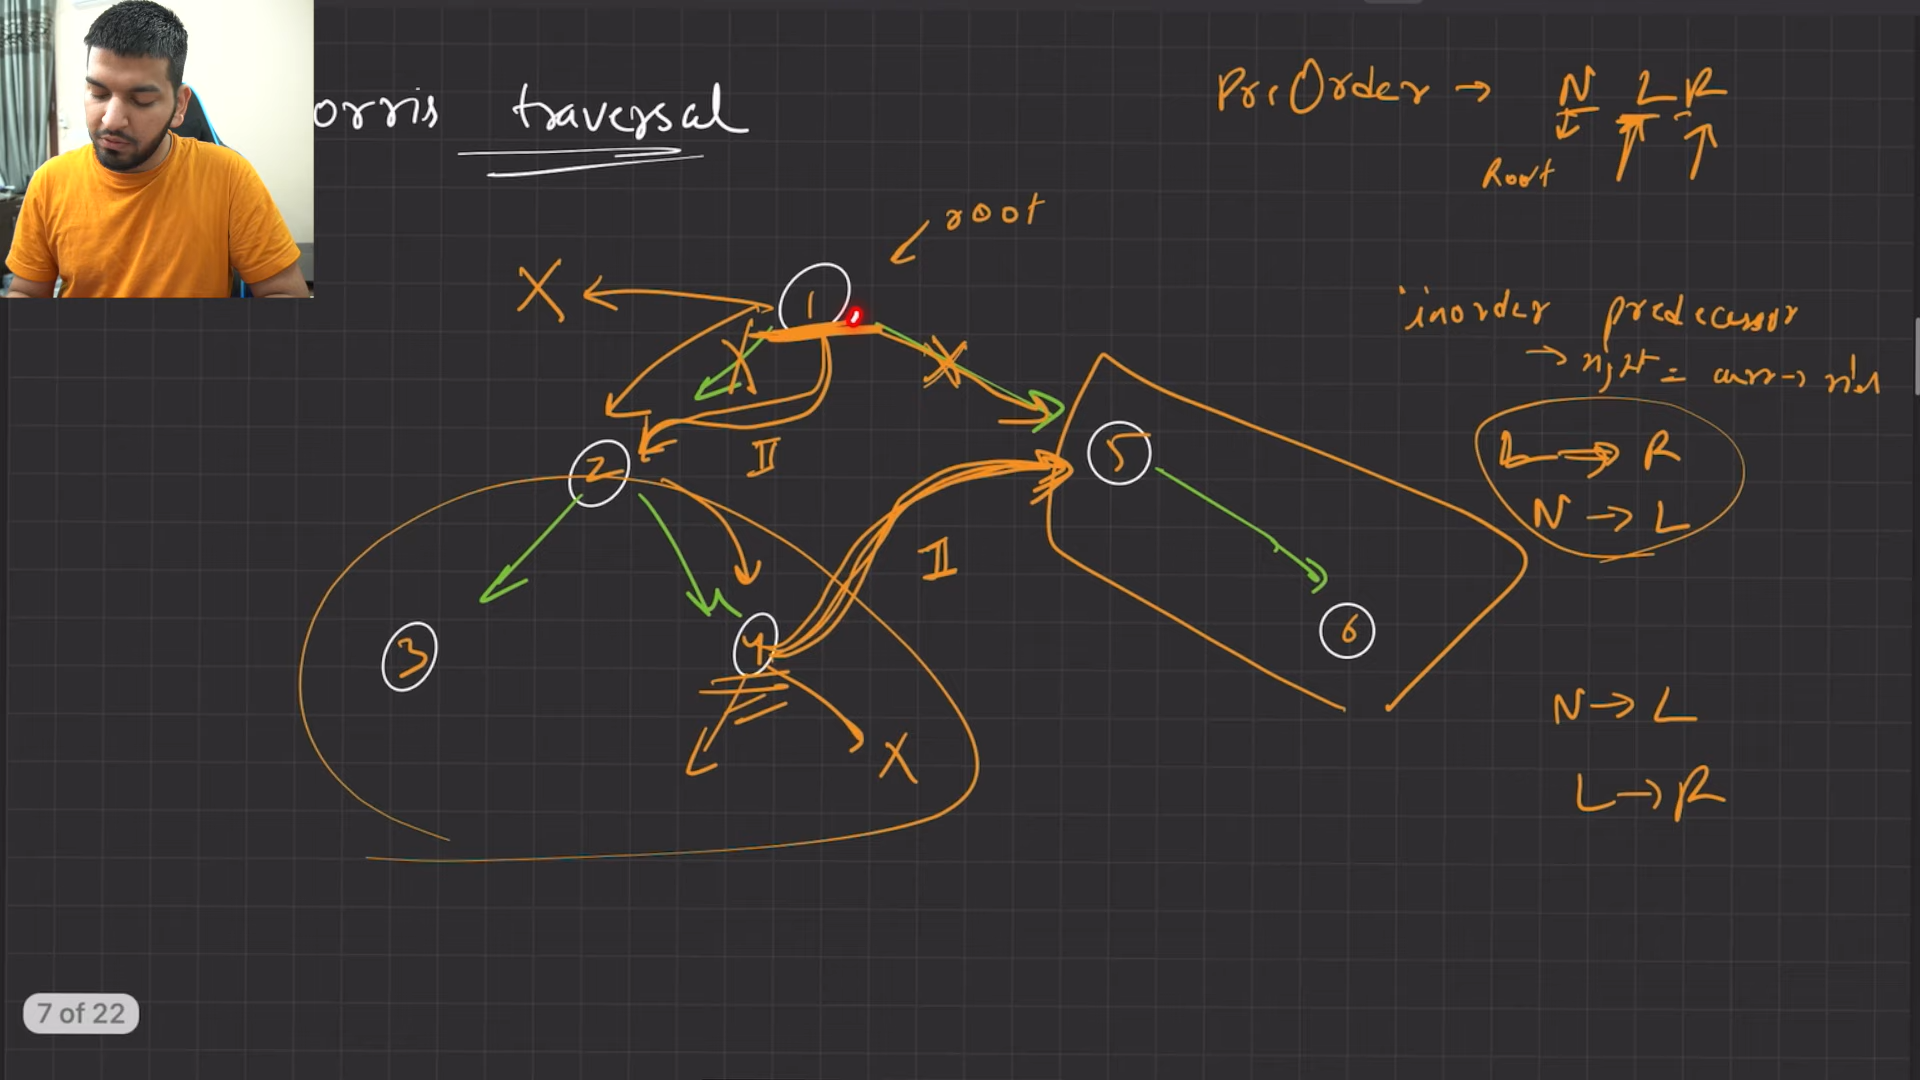 orris traversal
PreOrder → N L R
Root
root
X
1
X
X
2
II
5
II
3
4
6
X
inorder predecessor
→ right = curr → right
L → R
N → L
N → L
L → R
7 of 22